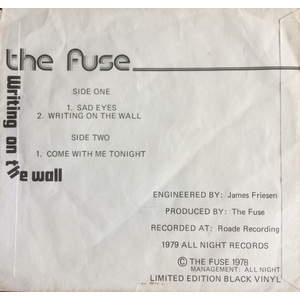 the fuse
Writing on the wall
SIDE ONE
1. SAD EYES
2. WRITING ON THE WALL
SIDE TWO
1. COME WITH ME TONIGHT
ENGINEERED BY: James Friesen
PRODUCED BY: The Fuse
RECORDED AT: Roade Recording
1979 ALL NIGHT RECORDS
© THE FUSE 1978
MANAGEMENT: ALL NIGHT
LIMITED EDITION BLACK VINYL